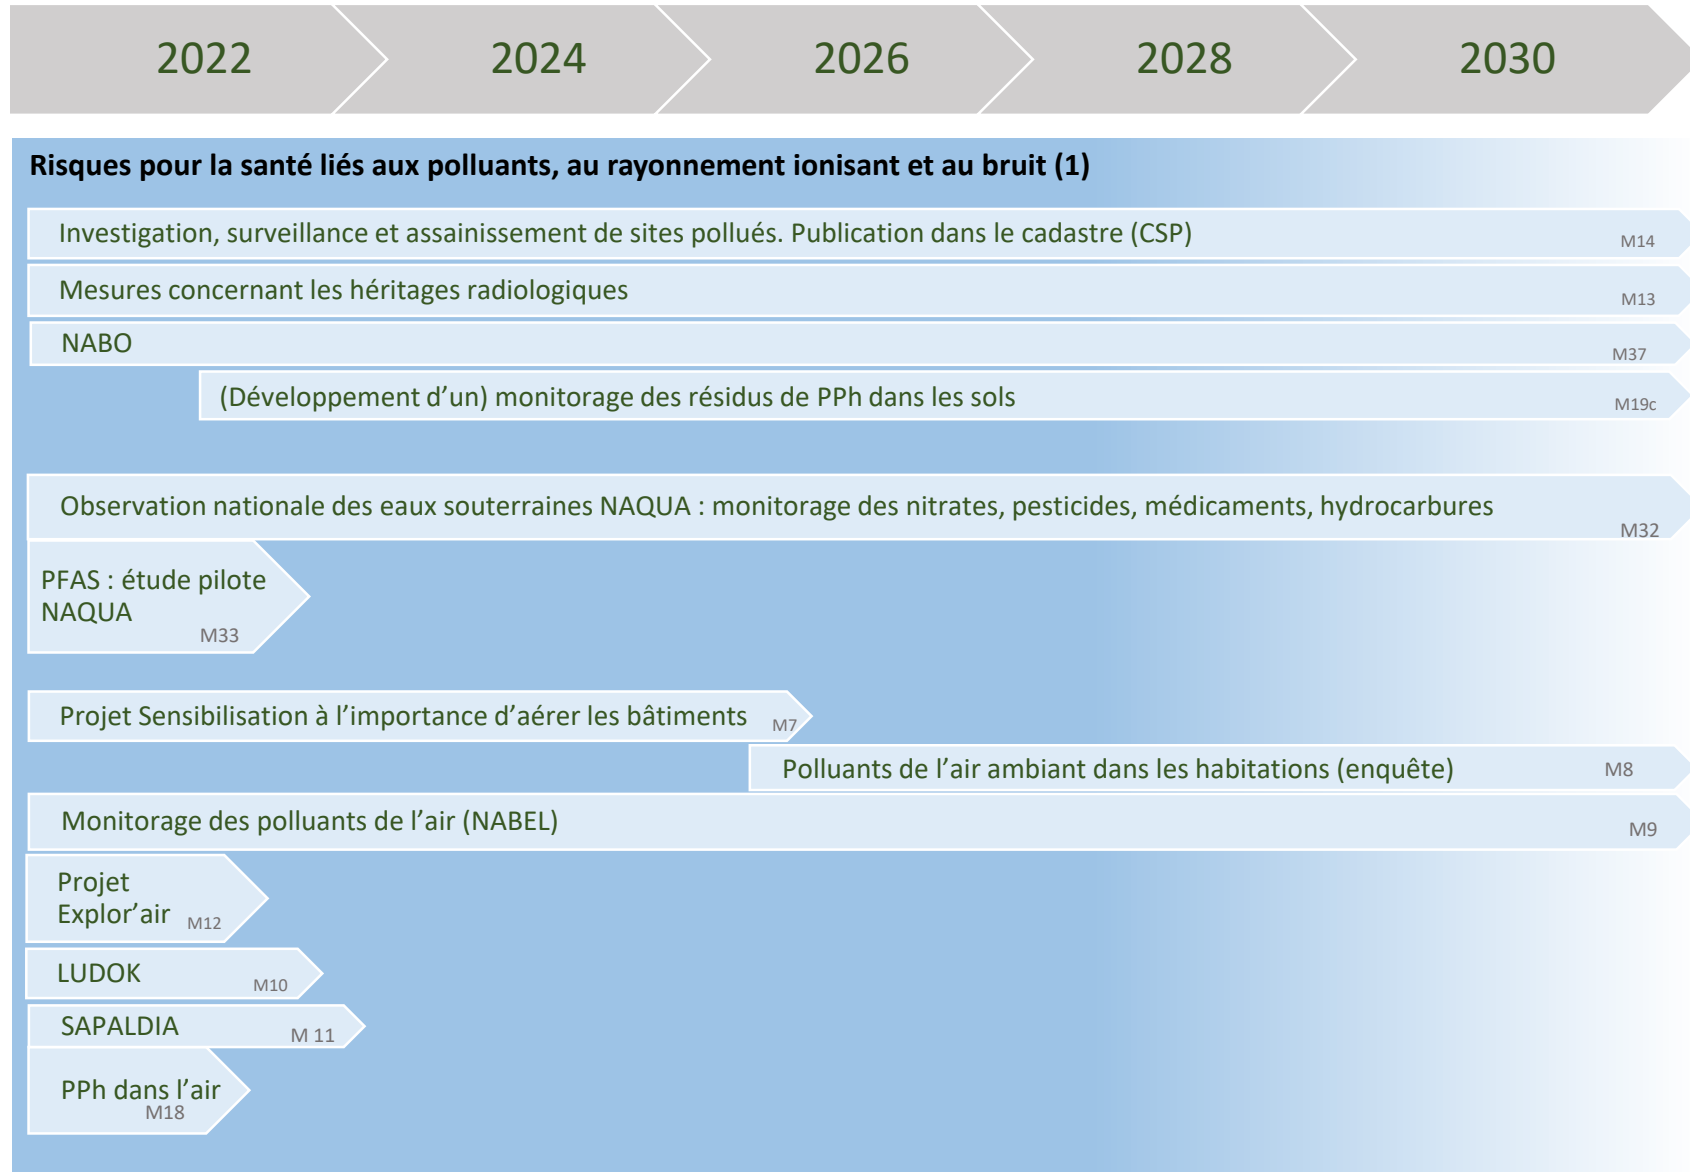 2022 2024 2026 2028 2030
Risques pour la santé liés aux polluants, au rayonnement ionisant et au bruit (1)
Investigation, surveillance et assainissement de sites pollués. Publication dans le cadastre (CSP) M14
Mesures concernant les héritages radiologiques M13
NABO M37
(Développement d’un) monitorage des résidus de PPh dans les sols M19c
Observation nationale des eaux souterraines NAQUA : monitorage des nitrates, pesticides, médicaments, hydrocarbures
M32
PFAS : étude pilote
NAQUA
M33
Projet Sensibilisation à l’importance d’aérer les bâtiments M7
Polluants de l’air ambiant dans les habitations (enquête) M8
Monitorage des polluants de l’air (NABEL) M9
Projet
Explor’air M12
LUDOK M10
SAPALDIA M 11
PPh dans l’air
M18